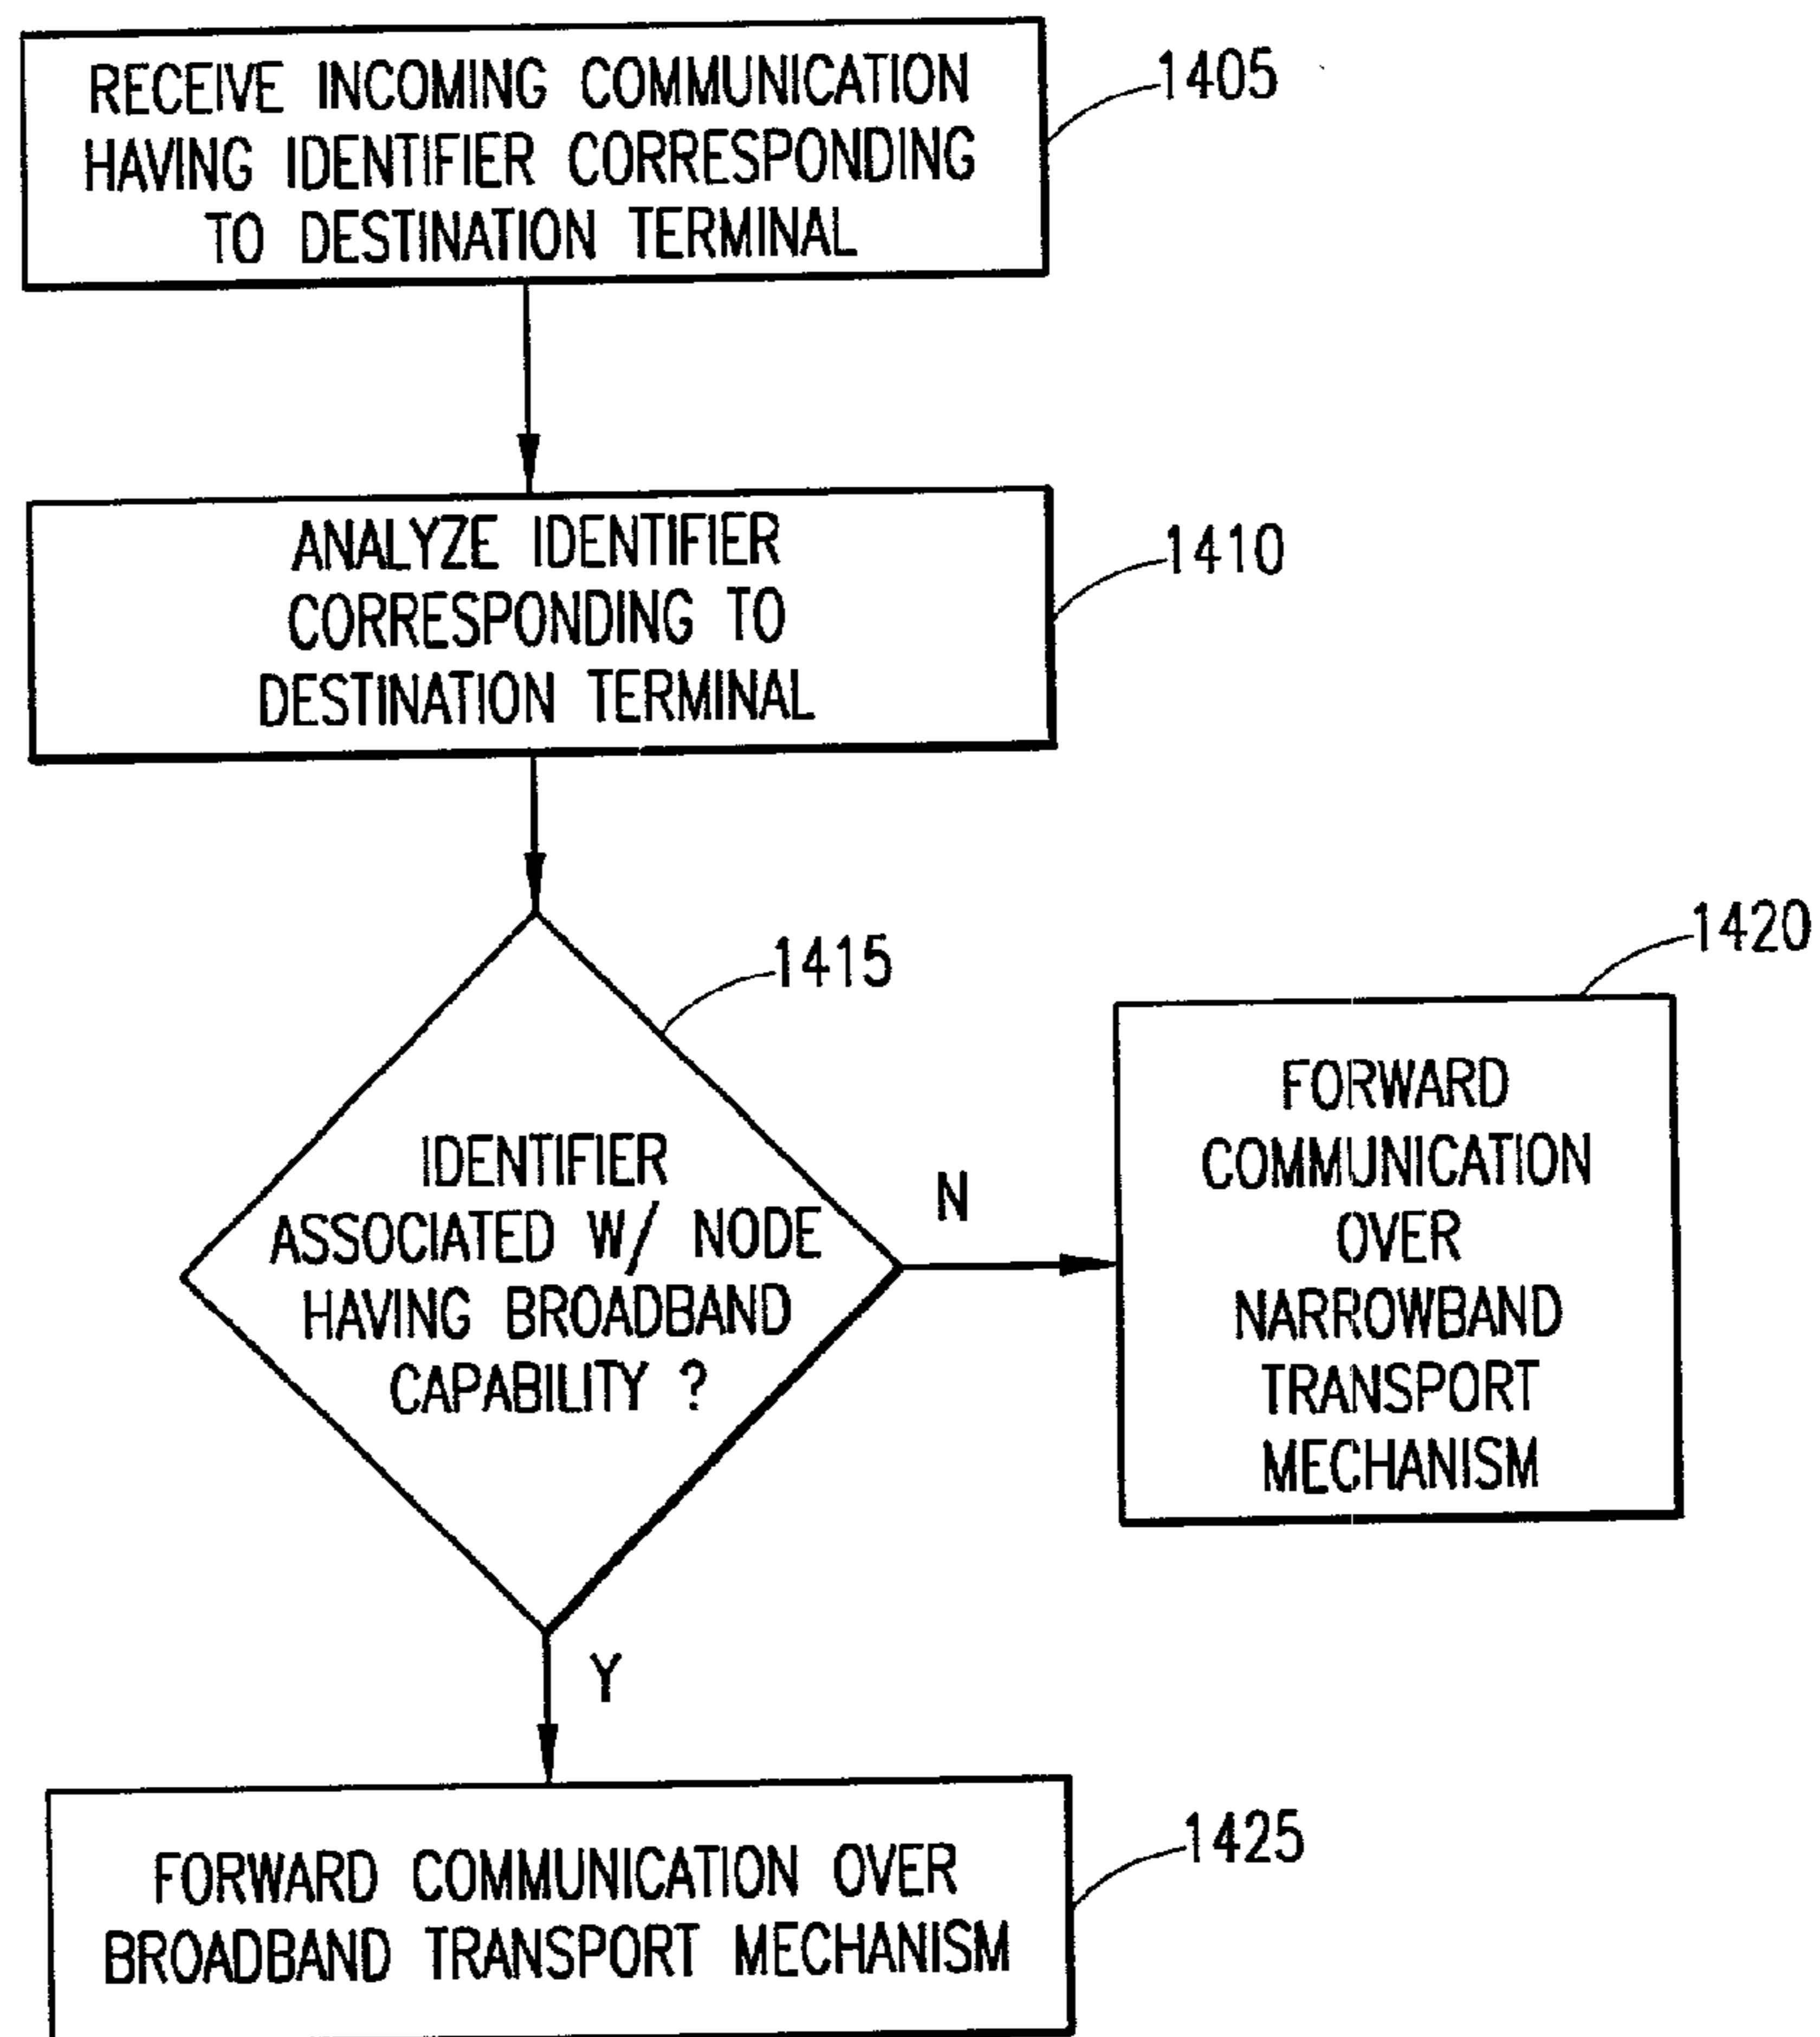 RECEIVE INCOMING COMMUNICATION
HAVING IDENTIFIER CORRESPONDING
TO DESTINATION TERMINAL
1405
ANALYZE IDENTIFIER
CORRESPONDING TO
DESTINATION TERMINAL
1410
IDENTIFIER
ASSOCIATED W/ NODE
HAVING BROADBAND
CAPABILITY ?
1415
N
1420
FORWARD
COMMUNICATION
OVER
NARROWBAND
TRANSPORT
MECHANISM
Y
FORWARD COMMUNICATION OVER
BROADBAND TRANSPORT MECHANISM
1425